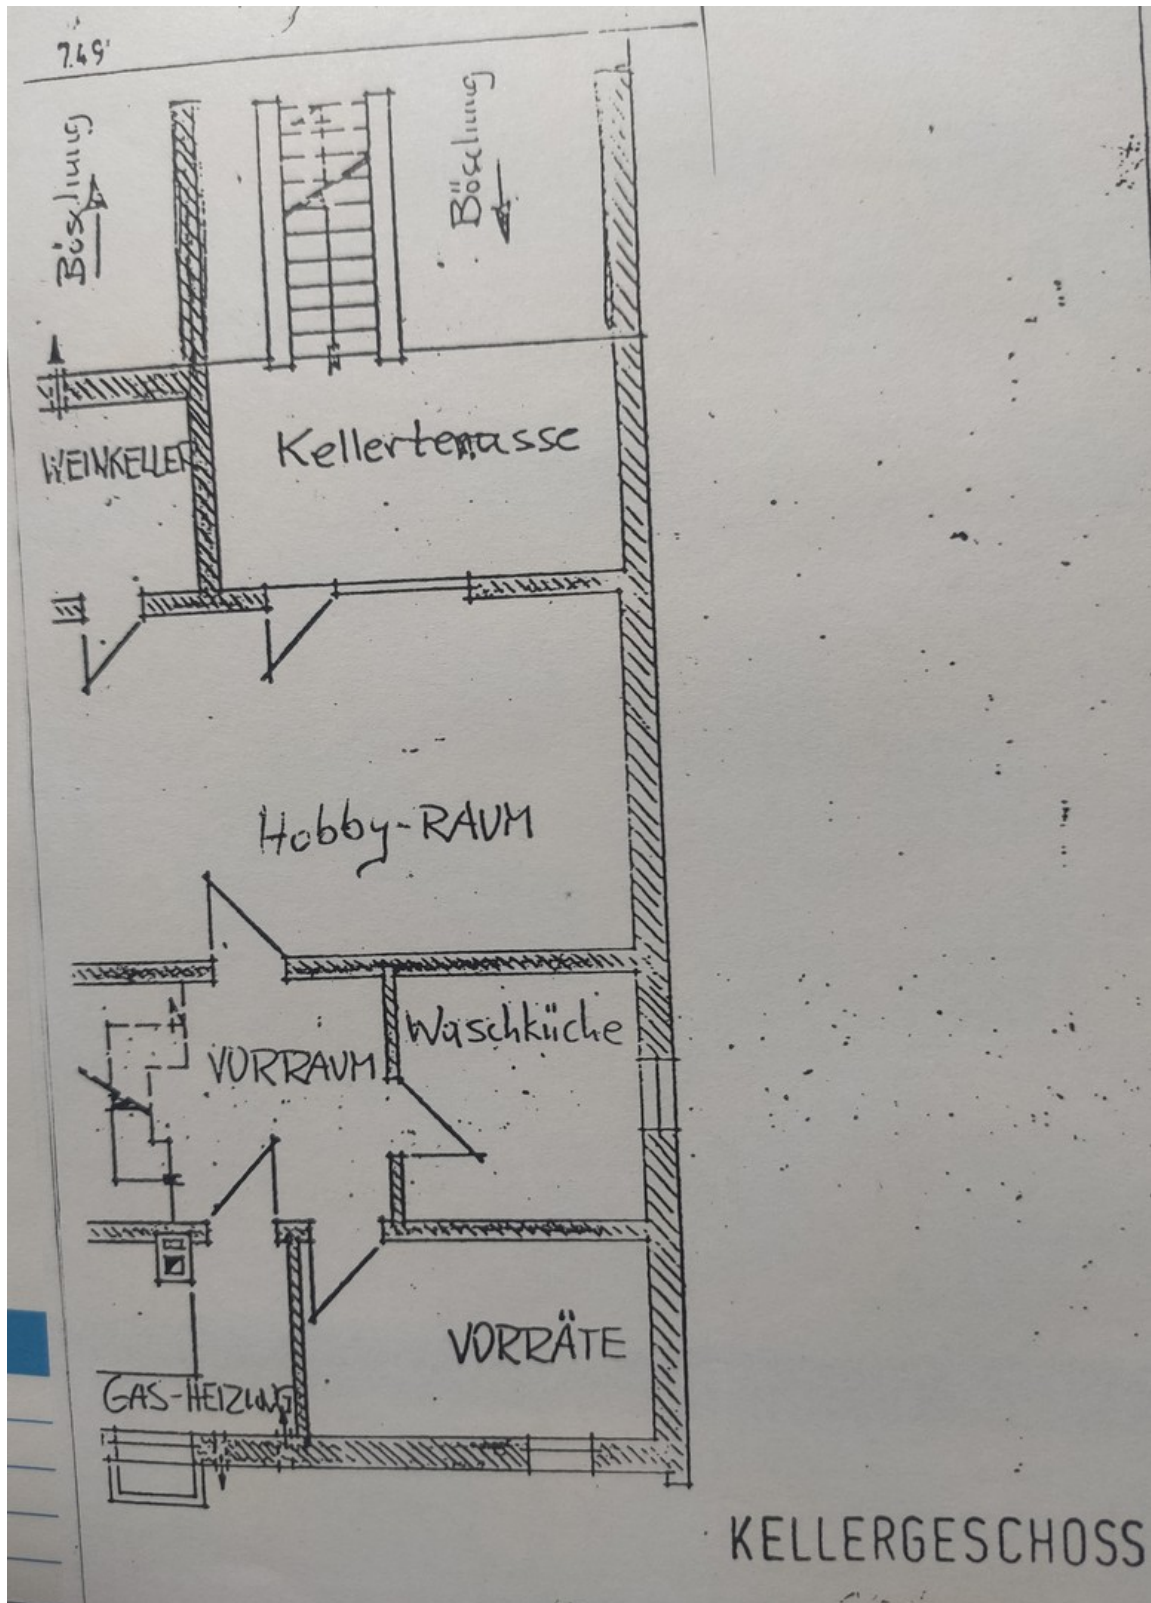 7.49
Böschung
Böschung
WEINKELLER
Kellerterrasse
Hobby-RAUM
VORRAUM
Waschküche
VORRÄTE
GAS-HEIZUNG
KELLERGESCHOSS